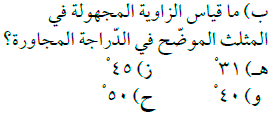 ب) ما قياس الزاوية المجهولة في
المثلث الموضّح في الدّراجة المجاورة؟
هـ) ٣١° ز) ٤٥°
و) ٤٠° ح) ٥٠°